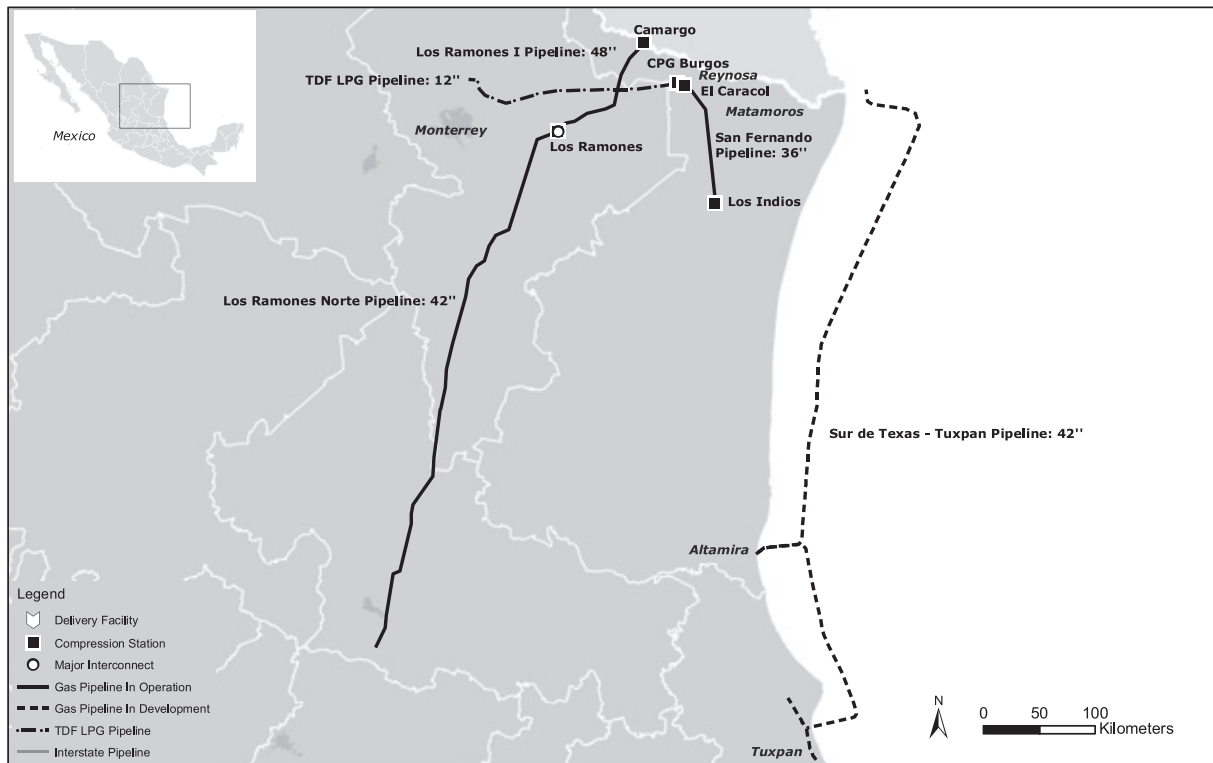 Camargo
Los Ramones I Pipeline: 48''
CPG Burgos
TDF LPG Pipeline: 12''
Reynosa
El Caracol
Matamoros
Mexico
Monterrey
San Fernando
Pipeline: 36''
Los Ramones
Los Indios
Los Ramones Norte Pipeline: 42''
Sur de Texas - Tuxpan Pipeline: 42''
Altamira
Legend
Delivery Facility
Compression Station
Major Interconnect
Gas Pipeline In Operation
Gas Pipeline In Development
TDF LPG Pipeline
Interstate Pipeline
Tuxpan
N
0 50 100
Kilometers